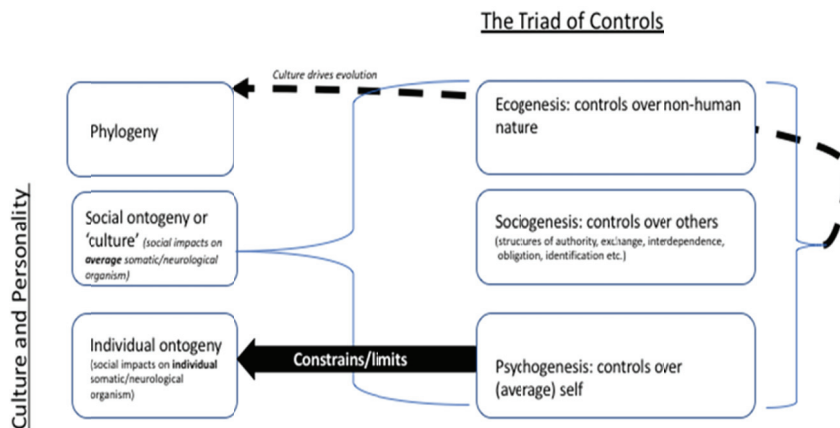 The Triad of Controls
Culture and Personality
Culture drives evolution
Phylogeny
Social ontogeny or
'culture' (social impacts on
average somatic/neurological
organism)
Individual ontogeny
(social impacts on individual
somatic/neurological
organism)
Constrains/limits
Ecogenesis: controls over non-human
nature
Sociogenesis: controls over others
(structures of authority, exchange, interdependence,
obligation, identification etc.)
Psychogenesis: controls over
(average) self